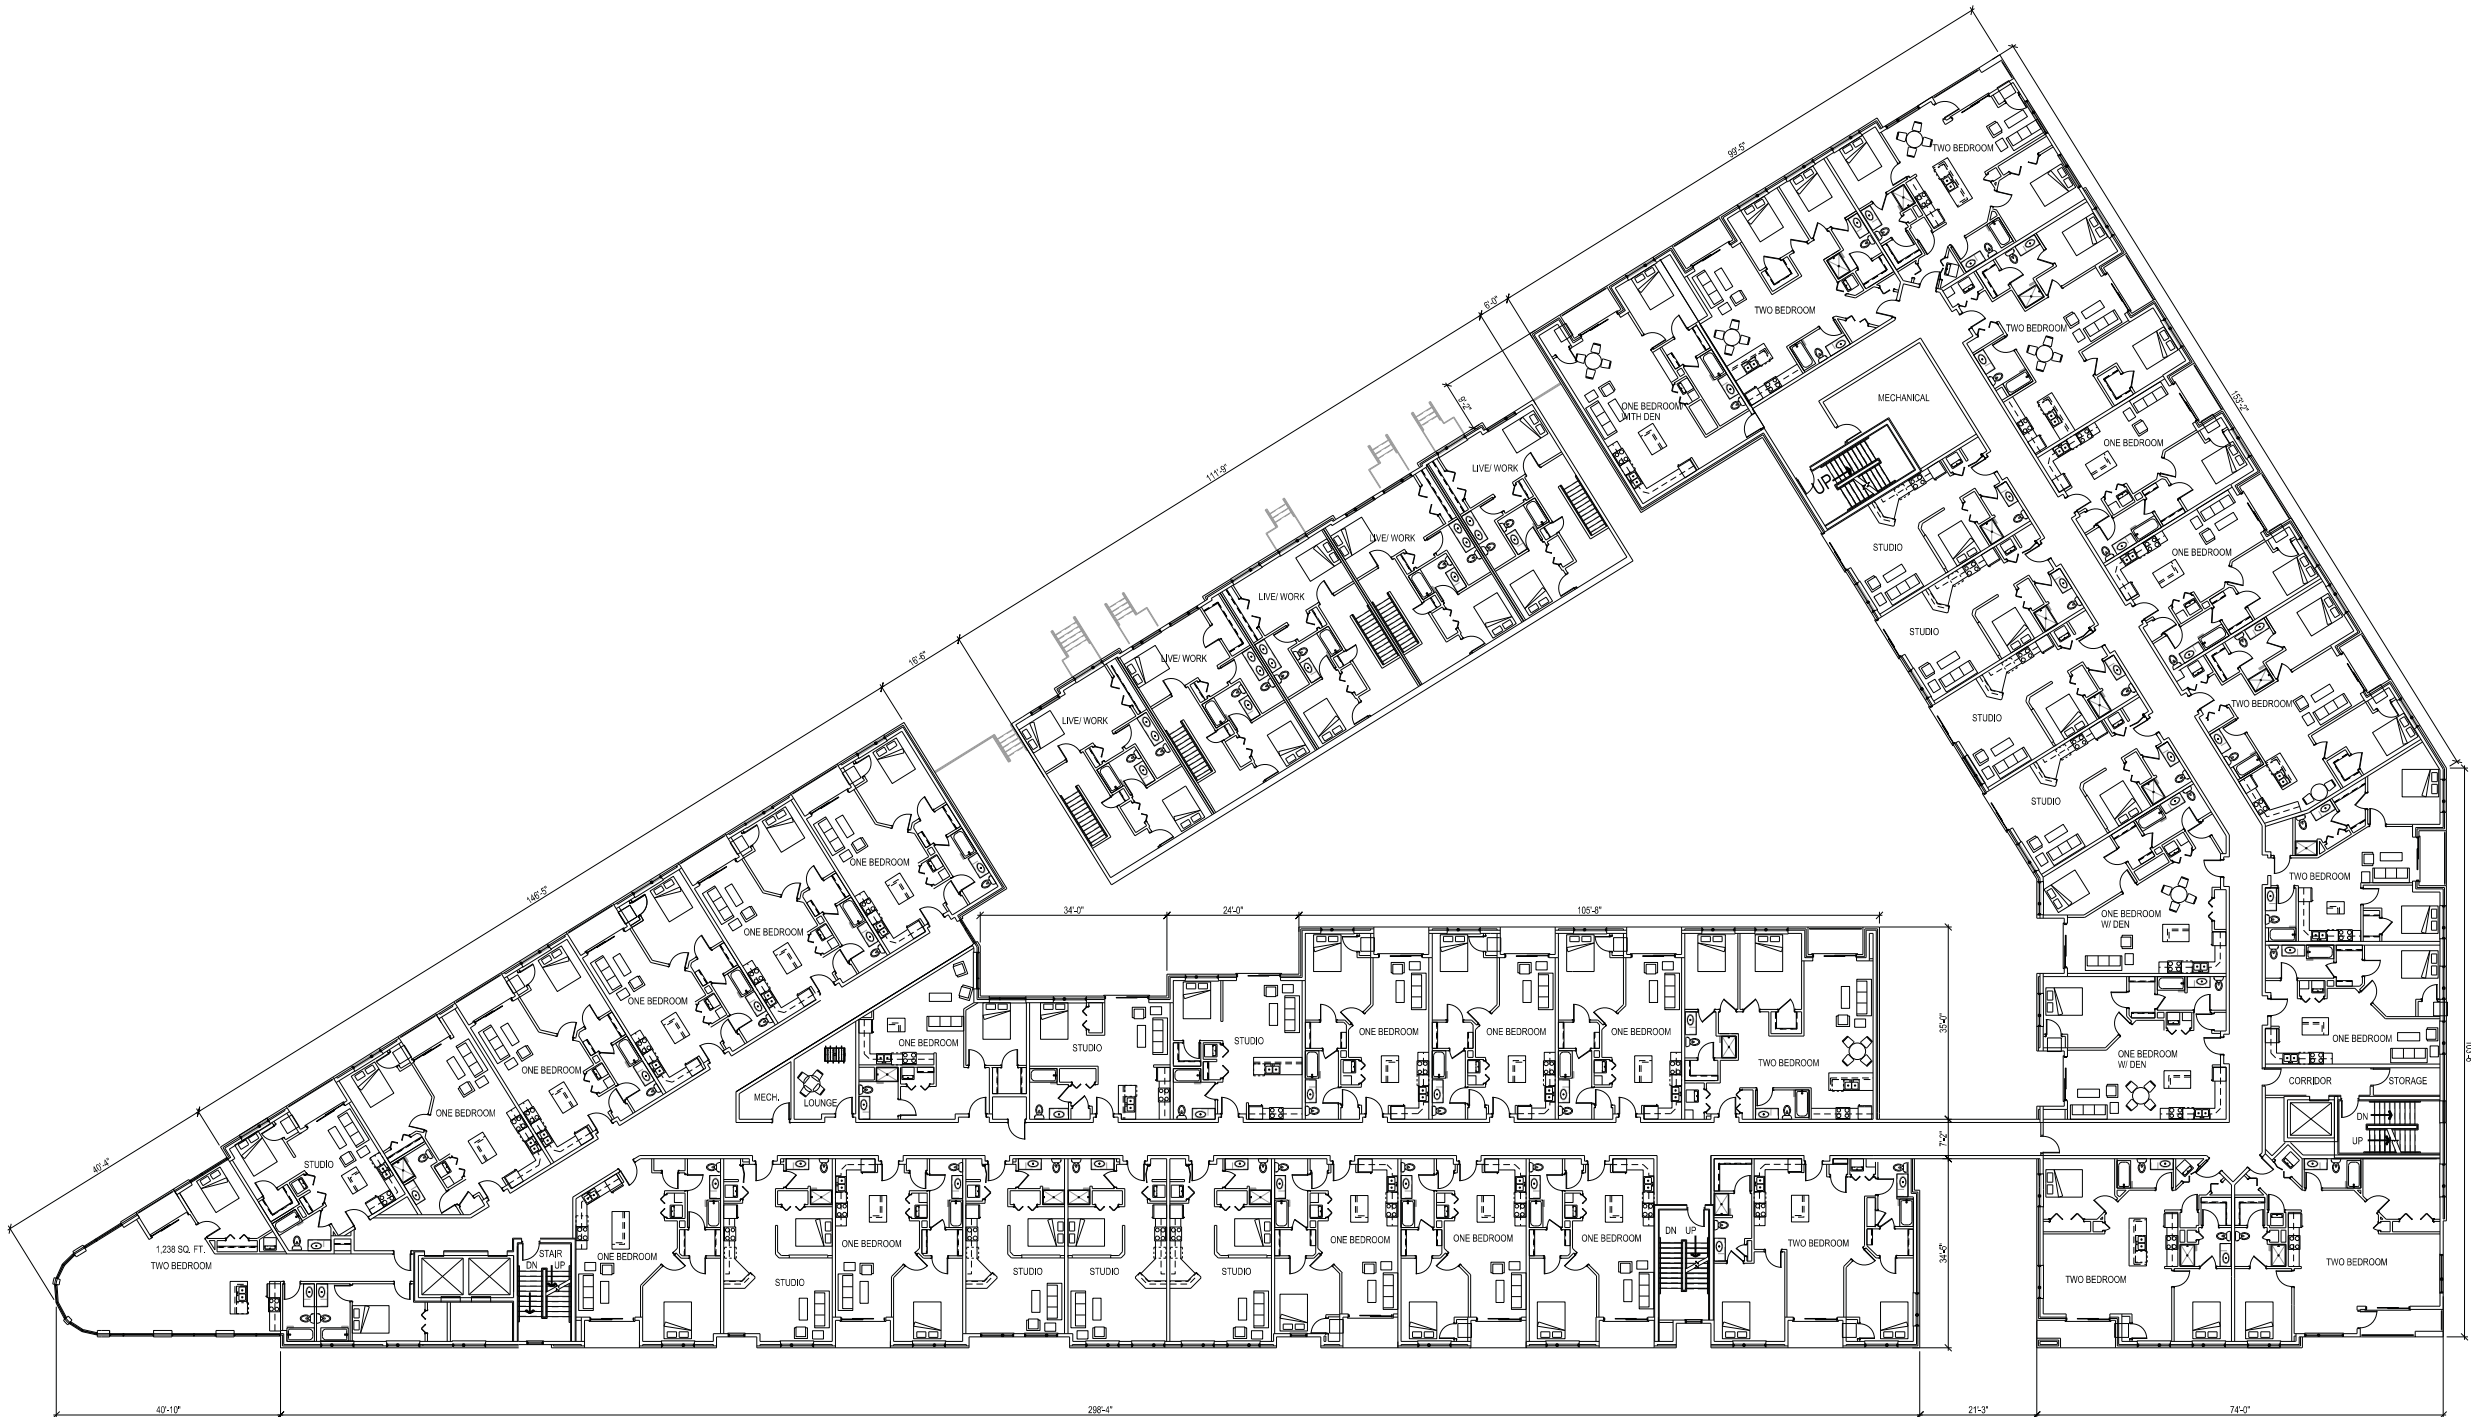 99'-5"
TWO BEDROOM
6'-0"
TWO BEDROOM
TWO BEDROOM
9'-2"
MECHANICAL
153'-2"
ONE BEDROOM
WITH DEN
ONE BEDROOM
111'-9"
LIVE/ WORK
UP
LIVE/ WORK
STUDIO
ONE BEDROOM
LIVE/ WORK
STUDIO
16'-6"
LIVE/ WORK
TWO BEDROOM
LIVE/ WORK
STUDIO
STUDIO
ONE BEDROOM
TWO BEDROOM
146'-5"
34'-0"
24'-0"
105'-8"
ONE BEDROOM
W/ DEN
ONE BEDROOM
ONE BEDROOM
35'-0"
ONE BEDROOM
STUDIO
STUDIO
ONE BEDROOM
ONE BEDROOM
ONE BEDROOM
TWO BEDROOM
ONE BEDROOM
W/ DEN
ONE BEDROOM
ONE BEDROOM
CORRIDOR
STORAGE
MECH.
LOUNGE
ONE BEDROOM
DN
UP
7'-2"
40'-4"
STUDIO
1,238 SQ. FT.
TWO BEDROOM
STAIR
DN
UP
ONE BEDROOM
STUDIO
ONE BEDROOM
STUDIO
STUDIO
STUDIO
ONE BEDROOM
ONE BEDROOM
ONE BEDROOM
DN
UP
TWO BEDROOM
34'-5"
TWO BEDROOM
TWO BEDROOM
40'-10"
298'-4"
21'-3"
74'-0"